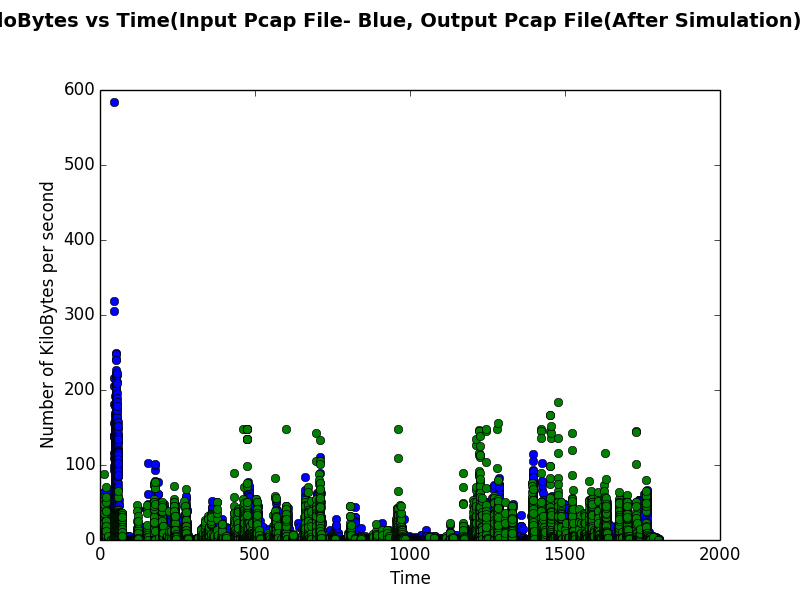 loBytes vs Time(Input Pcap File- Blue, Output Pcap File(After Simulation)
600
500
400
300
200
100
0
Number of KiloBytes per second
0 500 1000 1500 2000
Time